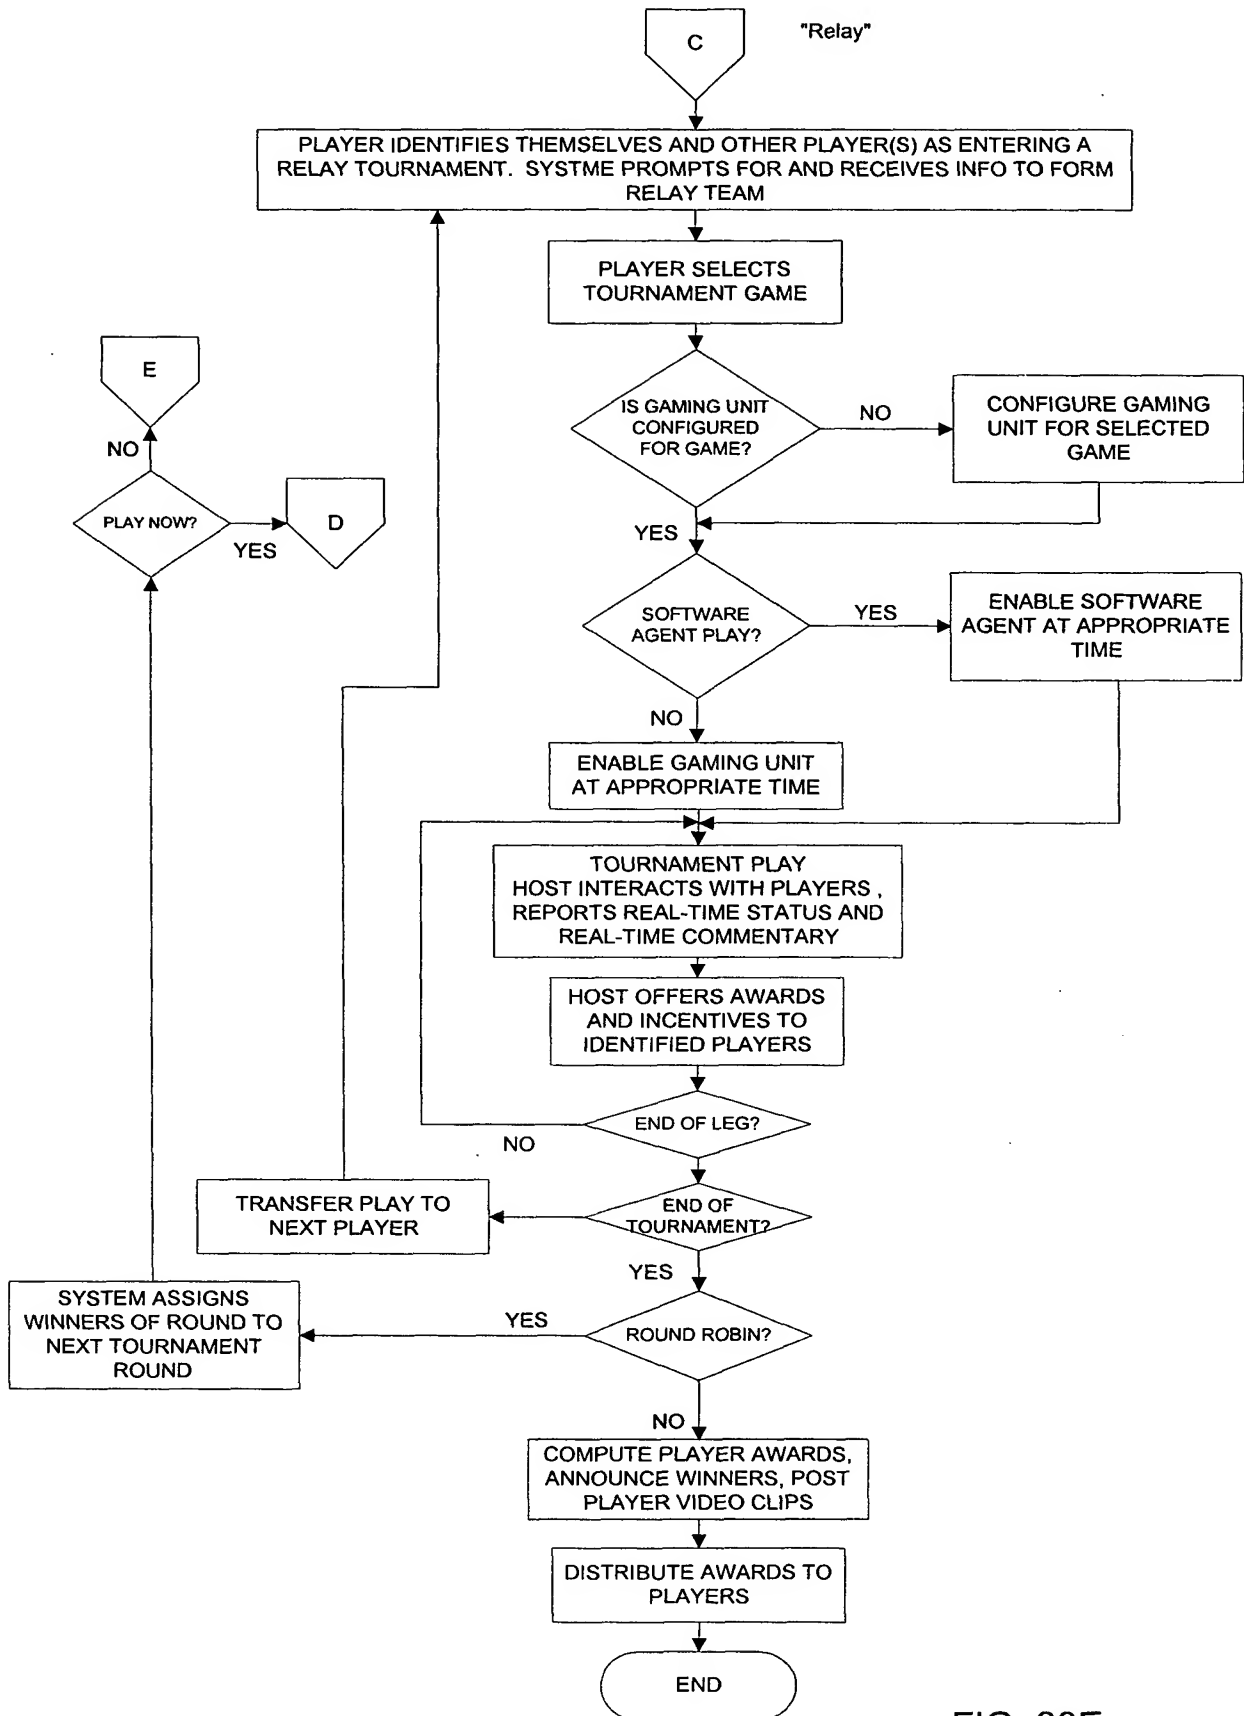 C
"Relay"
PLAYER IDENTIFIES THEMSELVES AND OTHER PLAYER(S) AS ENTERING A
RELAY TOURNAMENT. SYSTME PROMPTS FOR AND RECEIVES INFO TO FORM
RELAY TEAM
PLAYER SELECTS
TOURNAMENT GAME
E
NO
PLAY NOW?
YES
D
IS GAMING UNIT
CONFIGURED
FOR GAME?
NO
CONFIGURE GAMING
UNIT FOR SELECTED
GAME
YES
SOFTWARE
AGENT PLAY?
YES
ENABLE SOFTWARE
AGENT AT APPROPRIATE
TIME
NO
ENABLE GAMING UNIT
AT APPROPRIATE TIME
TOURNAMENT PLAY
HOST INTERACTS WITH PLAYERS ,
REPORTS REAL-TIME STATUS AND
REAL-TIME COMMENTARY
HOST OFFERS AWARDS
AND INCENTIVES TO
IDENTIFIED PLAYERS
END OF LEG?
NO
TRANSFER PLAY TO
NEXT PLAYER
END OF
TOURNAMENT?
YES
SYSTEM ASSIGNS
WINNERS OF ROUND TO
NEXT TOURNAMENT
ROUND
YES
ROUND ROBIN?
NO
COMPUTE PLAYER AWARDS,
ANNOUNCE WINNERS, POST
PLAYER VIDEO CLIPS
DISTRIBUTE AWARDS TO
PLAYERS
END